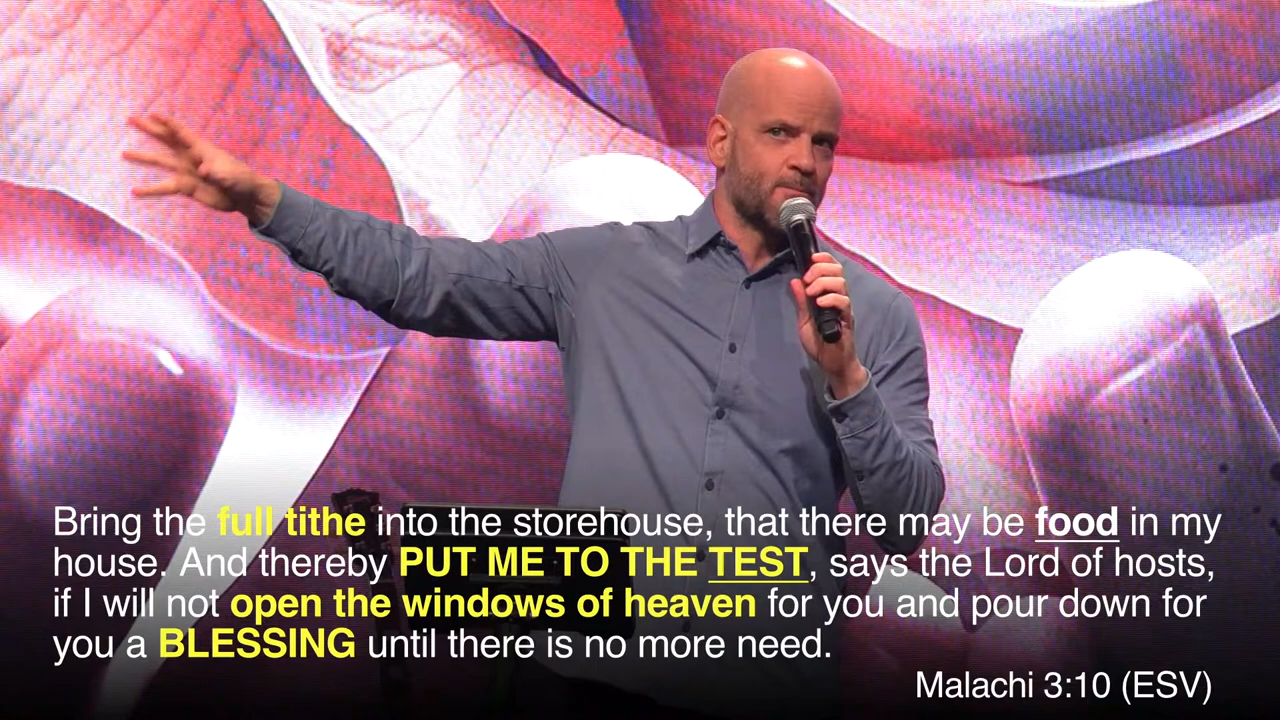 Bring the full tithe into the storehouse, that there may be food in my
house. And thereby PUT ME TO THE TEST, says the Lord of hosts,
if I will not open the windows of heaven for you and pour down for
you a BLESSING until there is no more need.
Malachi 3:10 (ESV)